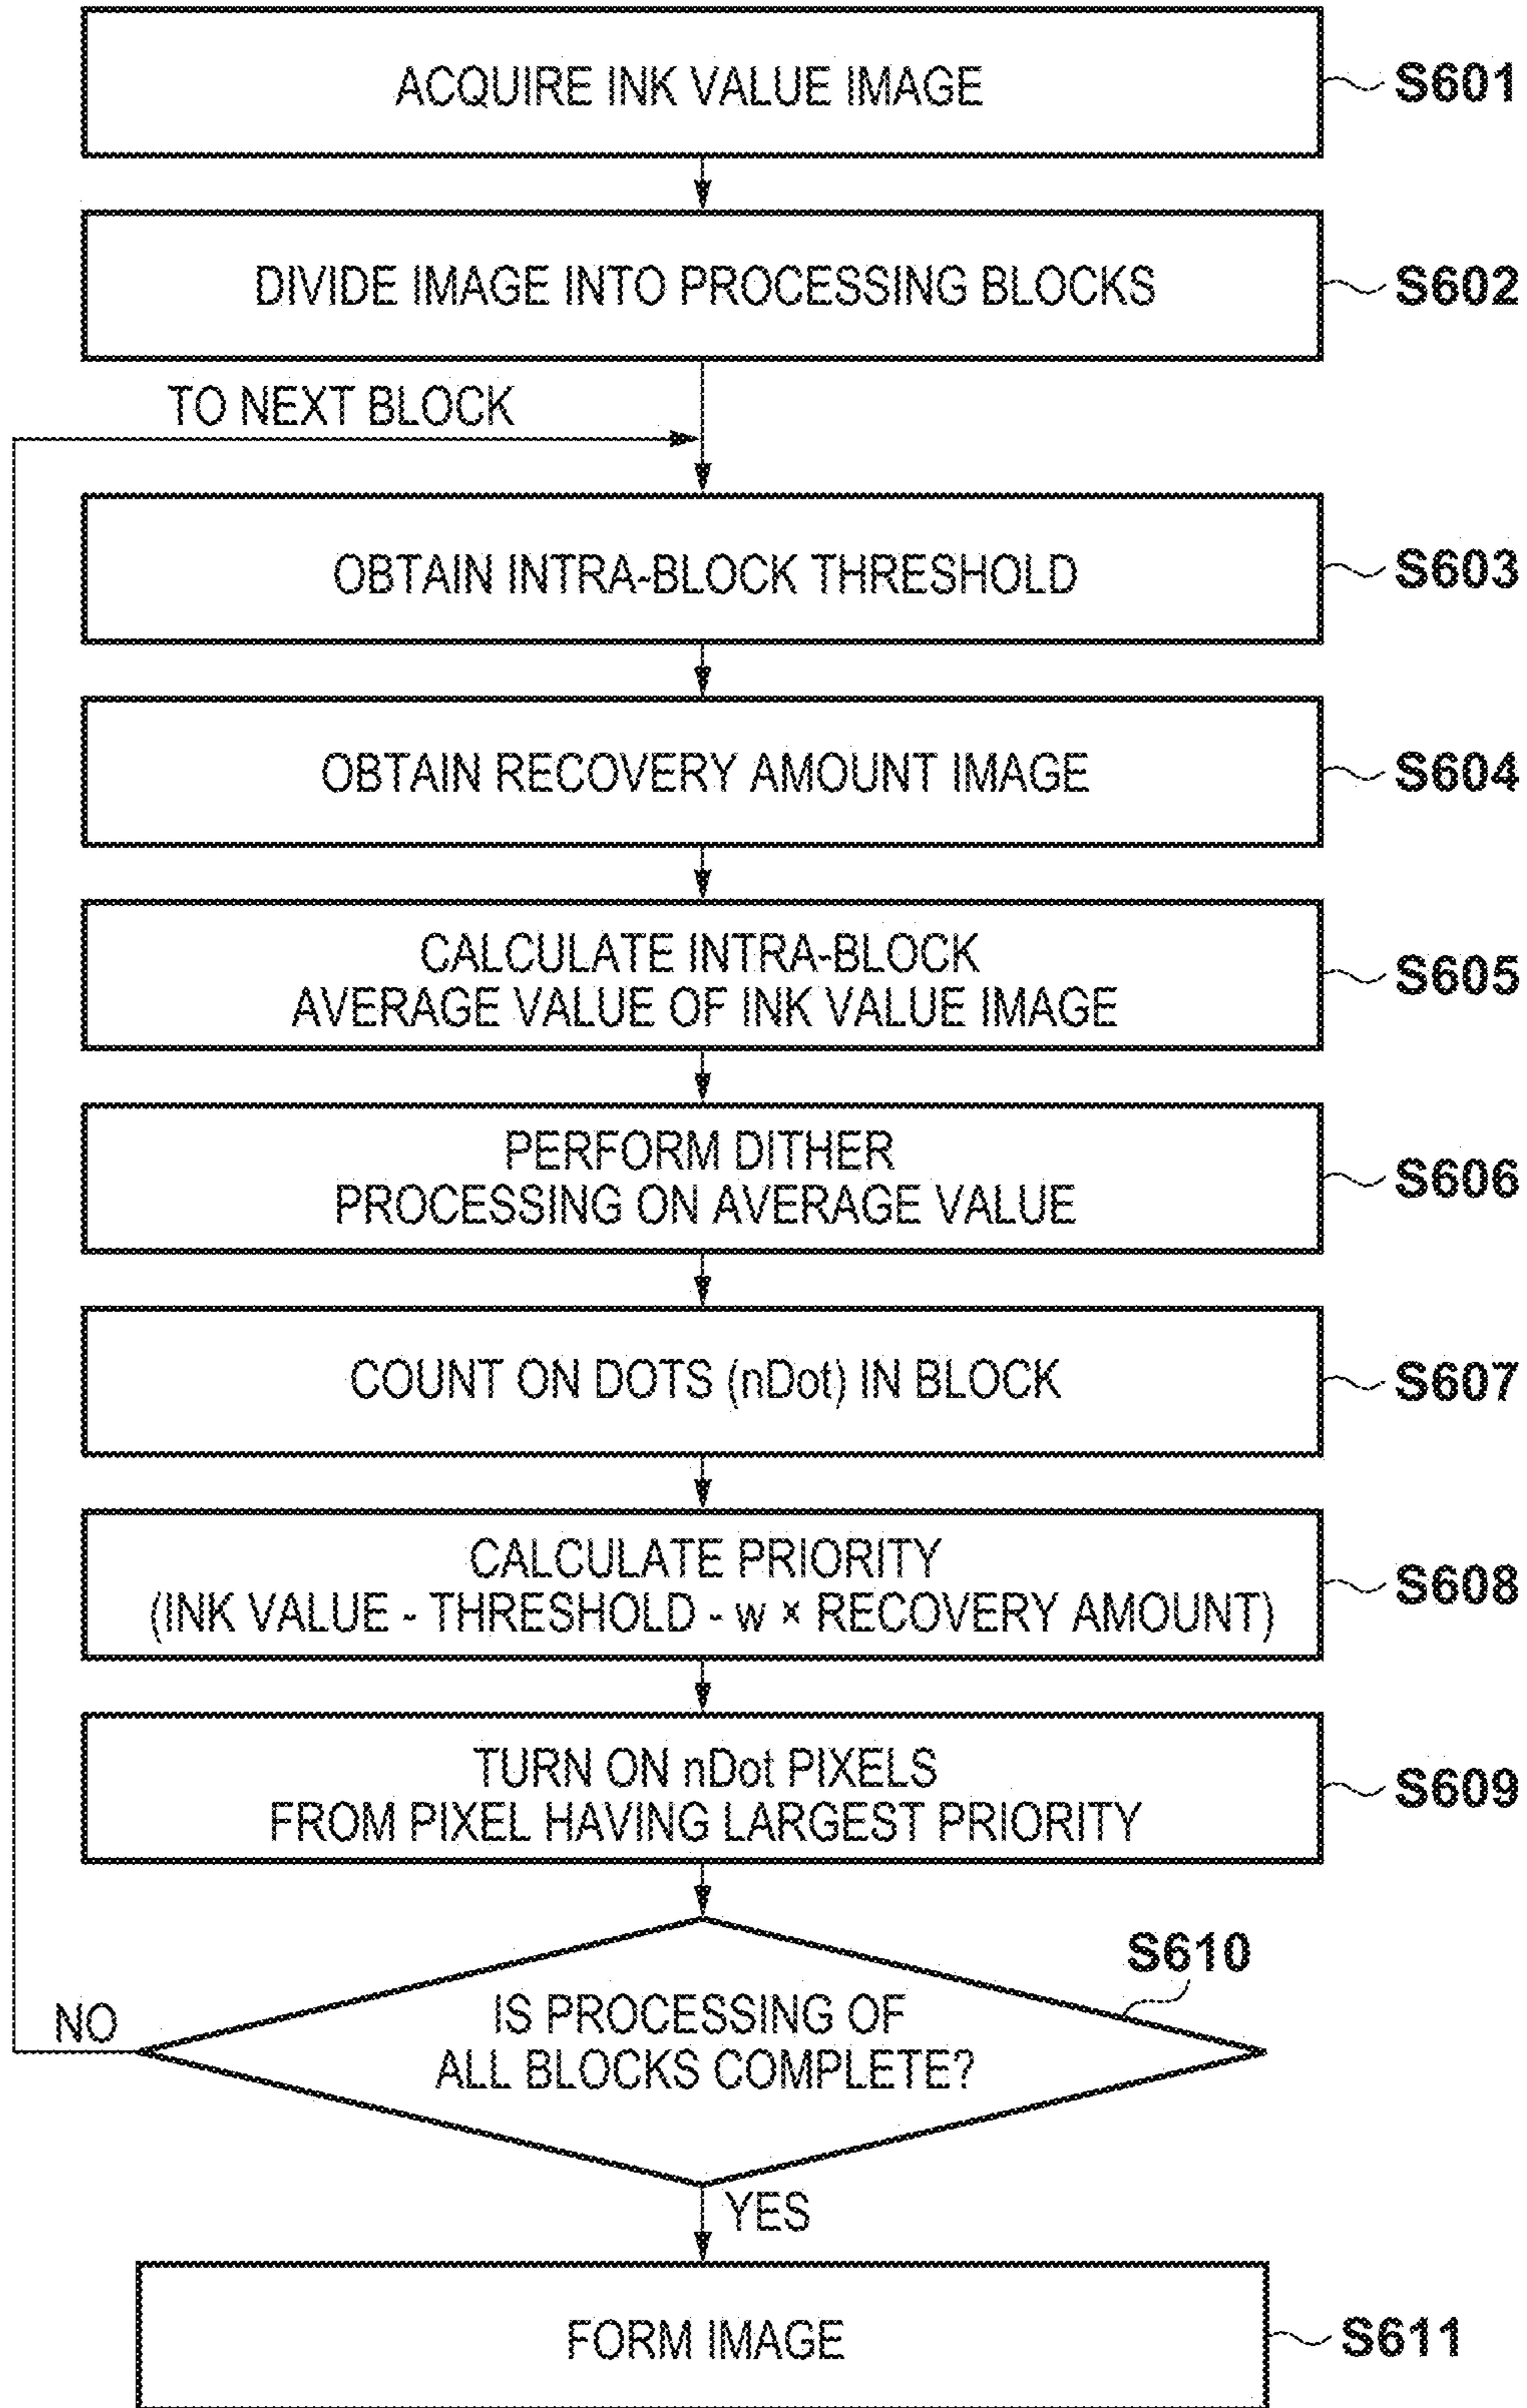 ACQUIRE INK VALUE IMAGE
S601
DIVIDE IMAGE INTO PROCESSING BLOCKS
S602
TO NEXT BLOCK
OBTAIN INTRA-BLOCK THRESHOLD
S603
OBTAIN RECOVERY AMOUNT IMAGE
S604
CALCULATE INTRA-BLOCK
AVERAGE VALUE OF INK VALUE IMAGE
S605
PERFORM DITHER
PROCESSING ON AVERAGE VALUE
S606
COUNT ON DOTS (nDot) IN BLOCK
S607
CALCULATE PRIORITY
(INK VALUE - THRESHOLD - w × RECOVERY AMOUNT)
S608
TURN ON nDot PIXELS
FROM PIXEL HAVING LARGEST PRIORITY
S609
S610
IS PROCESSING OF
ALL BLOCKS COMPLETE?
NO
YES
FORM IMAGE
S611